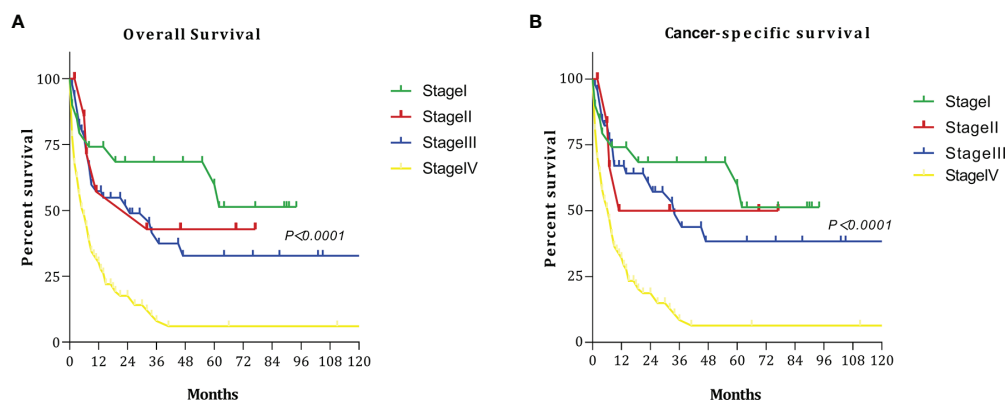 A
Overall Survival
Percent survival
100
75
50
25
0
0 12 24 36 48 60 72 84 96 108 120
Months
P<0.0001
StageI
StageII
StageIII
StageIV
B
Cancer-specific survival
Percent survival
100
75
50
25
0
0 12 24 36 48 60 72 84 96 108 120
Months
P<0.0001
StageI
StageII
StageIII
StageIV